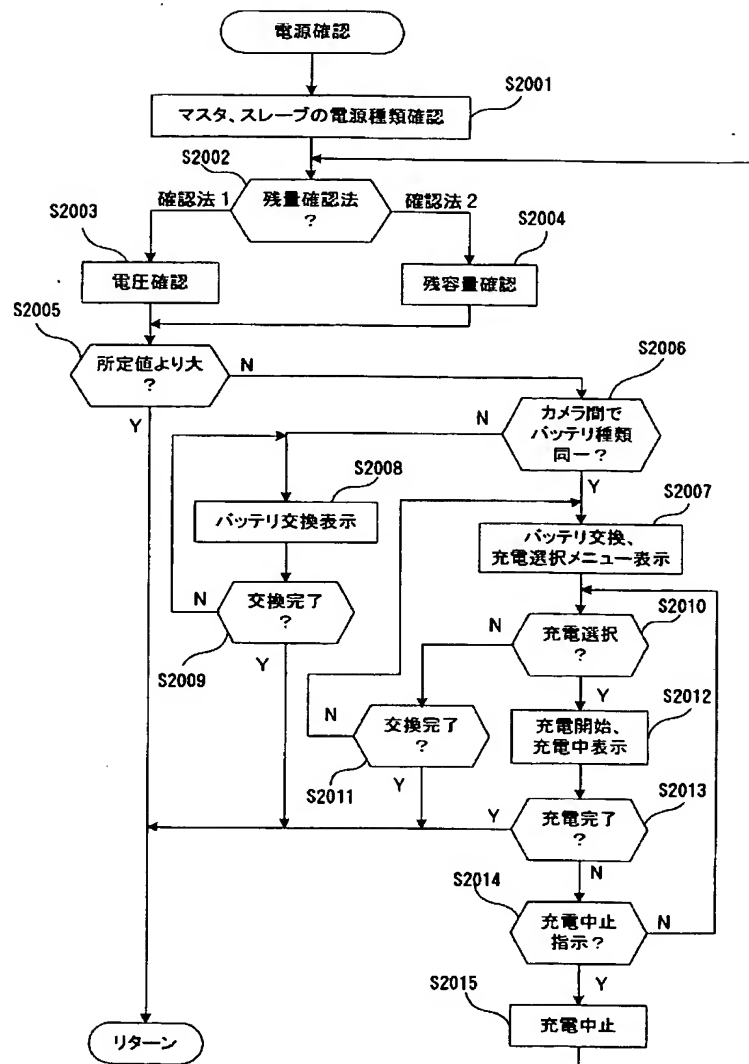 電源確認
S2001
マスタ、スレーブの電源種類確認
S2002
残量確認法
?
確認法1
確認法2
S2003
電圧確認
S2004
残容量確認
S2005
所定値より大
?
N
Y
S2006
カメラ間で
バッテリ種類
同一?
N
Y
S2008
バッテリ交換表示
S2007
バッテリ交換、
充電選択メニュー表示
N
交換完了
?
Y
S2009
S2010
充電選択
?
N
Y
S2012
充電開始、
充電中表示
N
交換完了
?
Y
S2011
S2013
充電完了
?
Y
N
S2014
充電中止
指示?
N
Y
S2015
充電中止
リターン